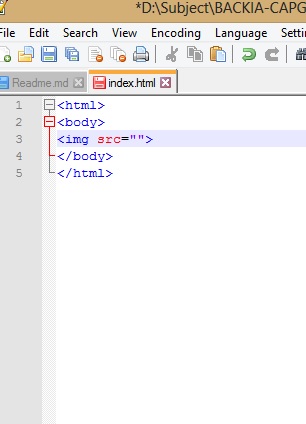 *D:\Subject\BACKIA-CAPG
File Edit Search View Encoding Language
Readme.md index.html
1 <html>
2 <body>
3 <img src="">
4 </body>
5 </html>